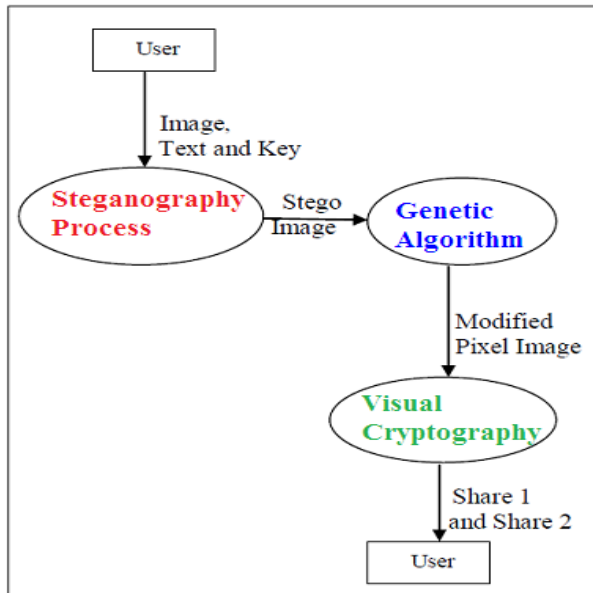 User
Image,
Text and Key
Steganography
Process
Stego
Image
Genetic
Algorithm
Modified
Pixel Image
Visual
Cryptography
Share 1
and Share 2
User